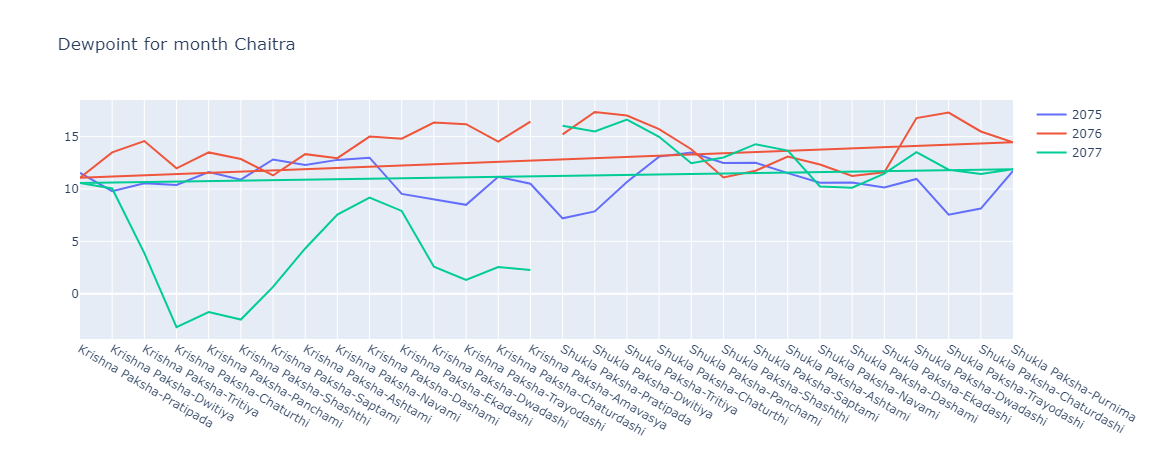 Dewpoint for month Chaitra
2075
2076
2077
15
10
5
0
Krishna Paksha-Pratipada
Krishna Paksha-Dwitiya
Krishna Paksha-Tritiya
Krishna Paksha-Chaturthi
Krishna Paksha-Panchami
Krishna Paksha-Shashthi
Krishna Paksha-Saptami
Krishna Paksha-Ashtami
Krishna Paksha-Navami
Krishna Paksha-Dashami
Krishna Paksha-Ekadashi
Krishna Paksha-Dwadashi
Krishna Paksha-Trayodashi
Krishna Paksha-Chaturdashi
Krishna Paksha-Amavasya
Shukla Paksha-Pratipada
Shukla Paksha-Dwitiya
Shukla Paksha-Tritiya
Shukla Paksha-Chaturthi
Shukla Paksha-Panchami
Shukla Paksha-Shashthi
Shukla Paksha-Saptami
Shukla Paksha-Ashtami
Shukla Paksha-Navami
Shukla Paksha-Dashami
Shukla Paksha-Ekadashi
Shukla Paksha-Dwadashi
Shukla Paksha-Trayodashi
Shukla Paksha-Chaturdashi
Shukla Paksha-Purnima